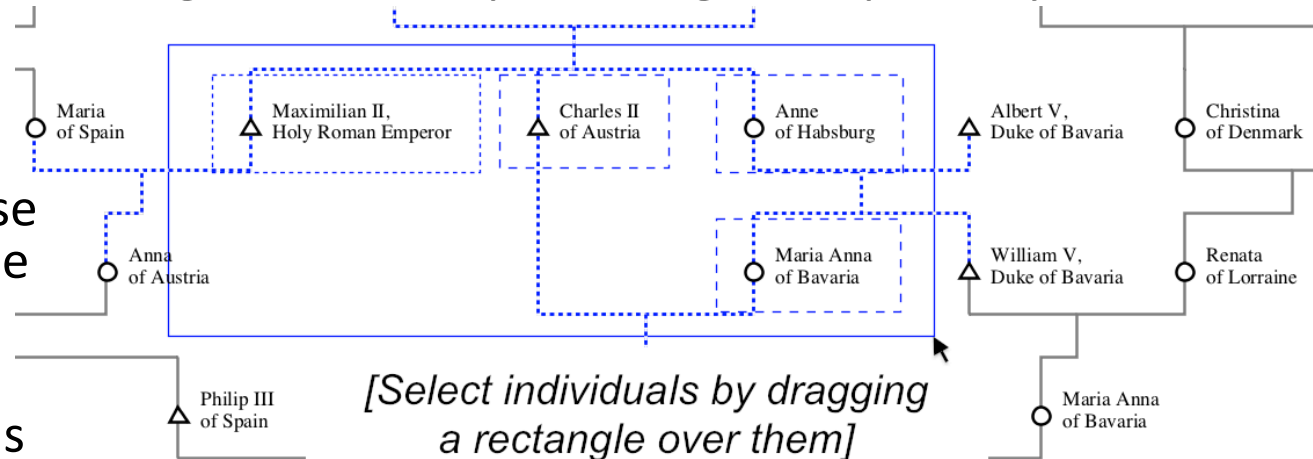 Maria
of Spain
Maximilian II,
Holy Roman Emperor
Charles II
of Austria
Anne
of Habsburg
Albert V,
Duke of Bavaria
Christina
of Denmark
Anna
of Austria
Maria Anna
of Bavaria
William V,
Duke of Bavaria
Renata
of Lorraine
Philip III
of Spain
[Select individuals by dragging
a rectangle over them]
Maria Anna
of Bavaria